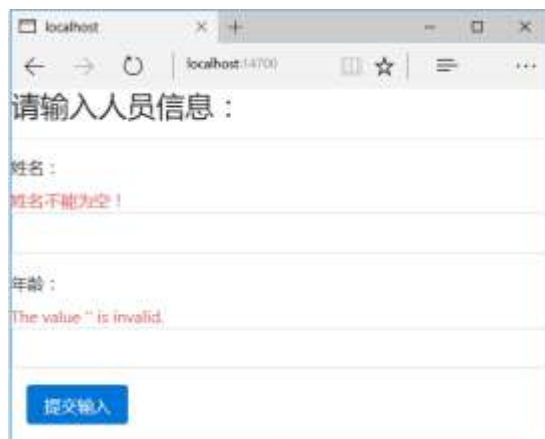 localhost
localhost:14700
请输入人员信息：
姓名：
姓名不能为空！
年龄：
The value '' is invalid.
提交输入